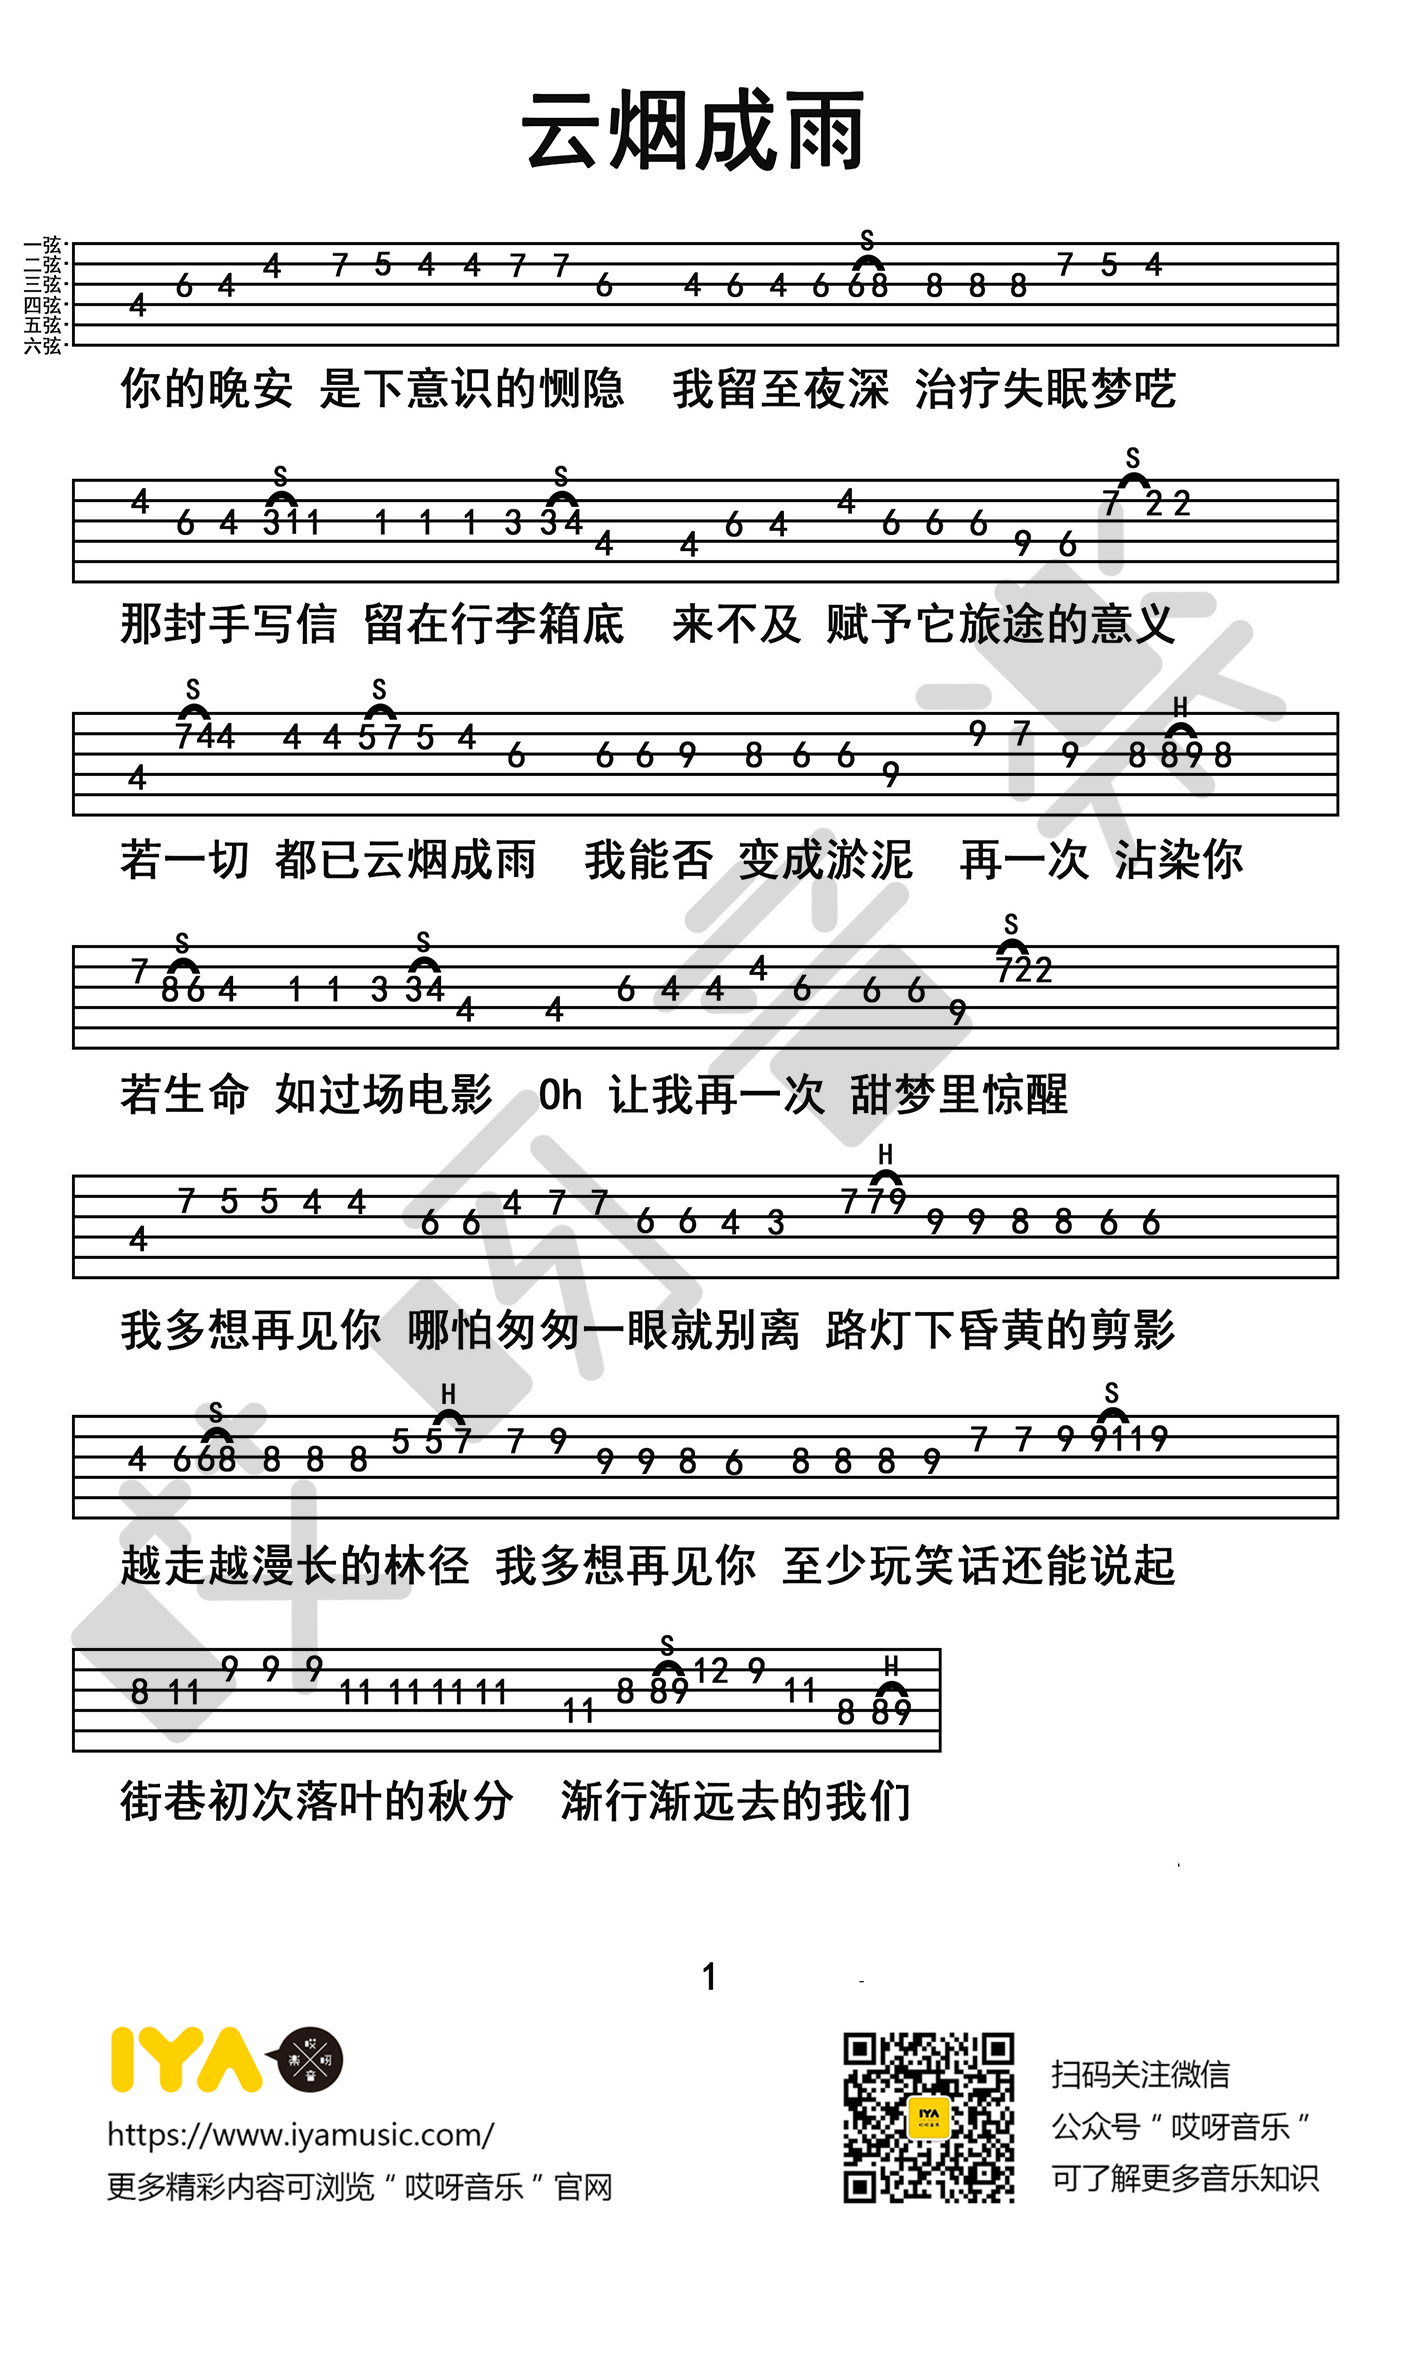 云烟成雨
S
一弦
二弦
三弦
四弦
五弦
六弦
4 6 4 4 7 5 4 4 7 7 6 4 6 4 6 68 8 8 8 7 5 4
你的晚安 是下意识的恻隐 我留至夜深 治疗失眠梦呓
S S S
4 6 4 311 1 1 1 3 34 4 4 6 4 4 6 6 6 9 6 7 22
那封手写信 留在行李箱底 来不及 赋予它旅途的意义
S S H
4 744 4 4 57 5 4 6 6 6 9 8 6 6 9 9 7 9 8 89 8
若一切 都已云烟成雨 我能否 变成淤泥 再一次 沾染你
S S S
7 86 4 1 1 3 34 4 4 6 4 4 4 6 6 6 9 722
若生命 如过场电影 Oh 让我再一次 甜梦里惊醒
H
4 7 5 5 4 4 6 6 4 7 7 6 6 4 3 7 79 9 9 8 8 6 6
我多想再见你 哪怕匆匆一眼就别离 路灯下昏黄的剪影
S H S
4 668 8 8 8 5 57 7 9 9 9 8 6 8 8 8 9 7 7 9 9119
越走越漫长的林径 我多想再见你 至少玩笑话还能说起
S H
8 11 9 9 9 11 11 11 11 11 8 89 12 9 11 8 89
街巷初次落叶的秋分 渐行渐远去的我们
1
IYA
哎呀音楽
https://www.iyamusic.com/
更多精彩内容可浏览“哎呀音乐”官网
IYA
扫码关注微信
公众号“哎呀音乐”
可了解更多音乐知识
哎呀音楽